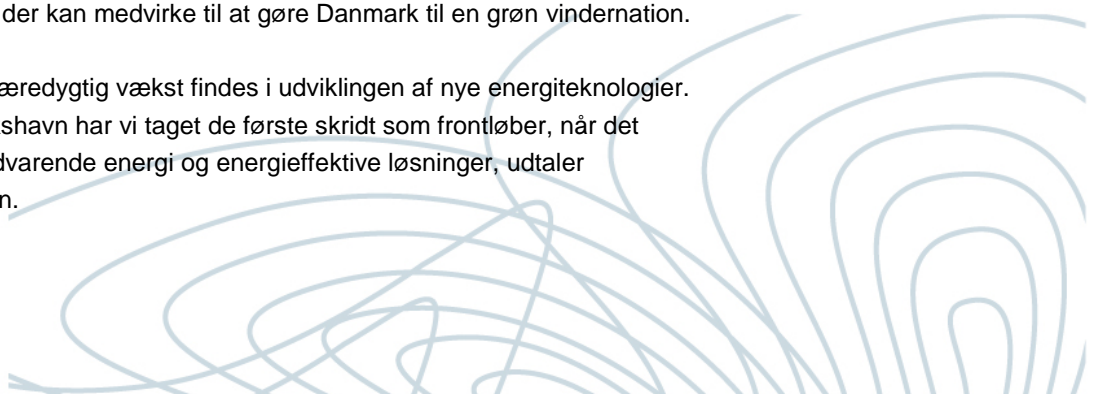 der kan medvirke til at gøre Danmark til en grøn vindernation.
æredygtig vækst findes i udviklingen af nye energiteknologier.
shavn har vi taget de første skridt som frontløber, når det
dvarende energi og energieffektive løsninger, udtaler
n.